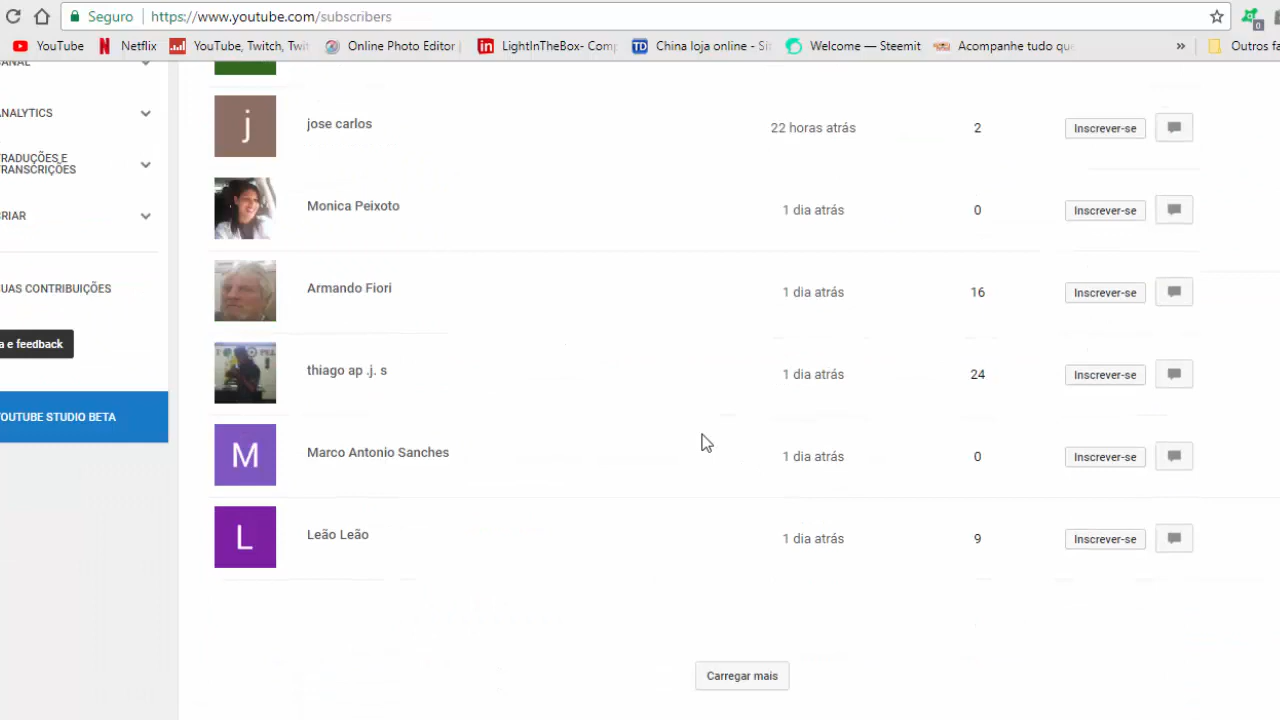 Seguro https://www.youtube.com/subscribers
YouTube Netflix YouTube, Twitch, Twi Online Photo Editor LightInTheBox- Comp China loja online - Si Welcome — Steemit Acompanhe tudo que » Outros fa
ANAL
j jose carlos 22 horas atrás 2 Inscrever-se
NALYTICS
RADUÇÕES E
RANSCRIÇÕES
Monica Peixoto 1 dia atrás 0 Inscrever-se
RIAR
Armando Fiori 1 dia atrás 16 Inscrever-se
UAS CONTRIBUIÇÕES
a e feedback
thiago ap .j. s 1 dia atrás 24 Inscrever-se
OUTUBE STUDIO BETA
M Marco Antonio Sanches 1 dia atrás 0 Inscrever-se
L Leão Leão 1 dia atrás 9 Inscrever-se
Carregar mais